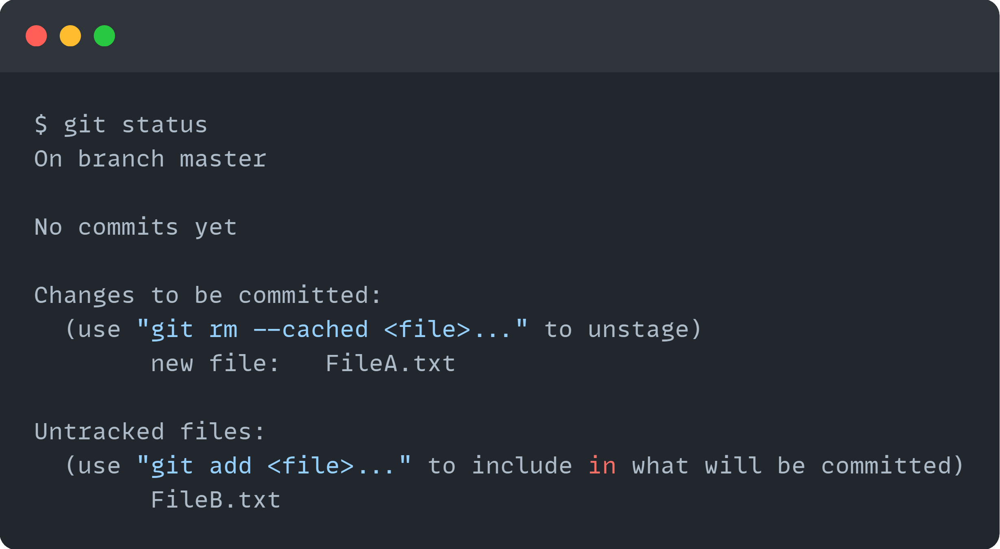 $ git status
On branch master
No commits yet
Changes to be committed:
(use "git rm --cached <file>..." to unstage)
new file:   FileA.txt
Untracked files:
(use "git add <file>..." to include in what will be committed)
FileB.txt